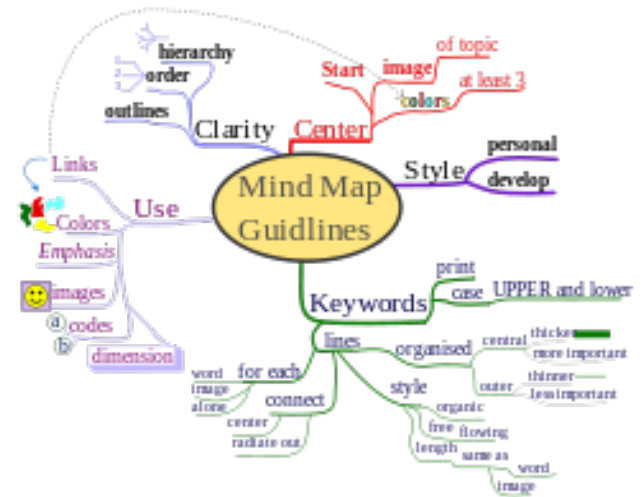 Mind Map
Guidlines
Clarity
hierarchy
order
1
2
3
outlines
Center
Start
image
of topic
colors
at least 3
Style
personal
develop
Use
Links
Colors
Emphasis
images
codes
a
b
dimension
Keywords
print
case
UPPER and lower
lines
for each
word
image
alone
connect
center
radiate out
organised
central
thicker
more important
outer
thinner
less important
style
organic
free flowing
length same as
word
image